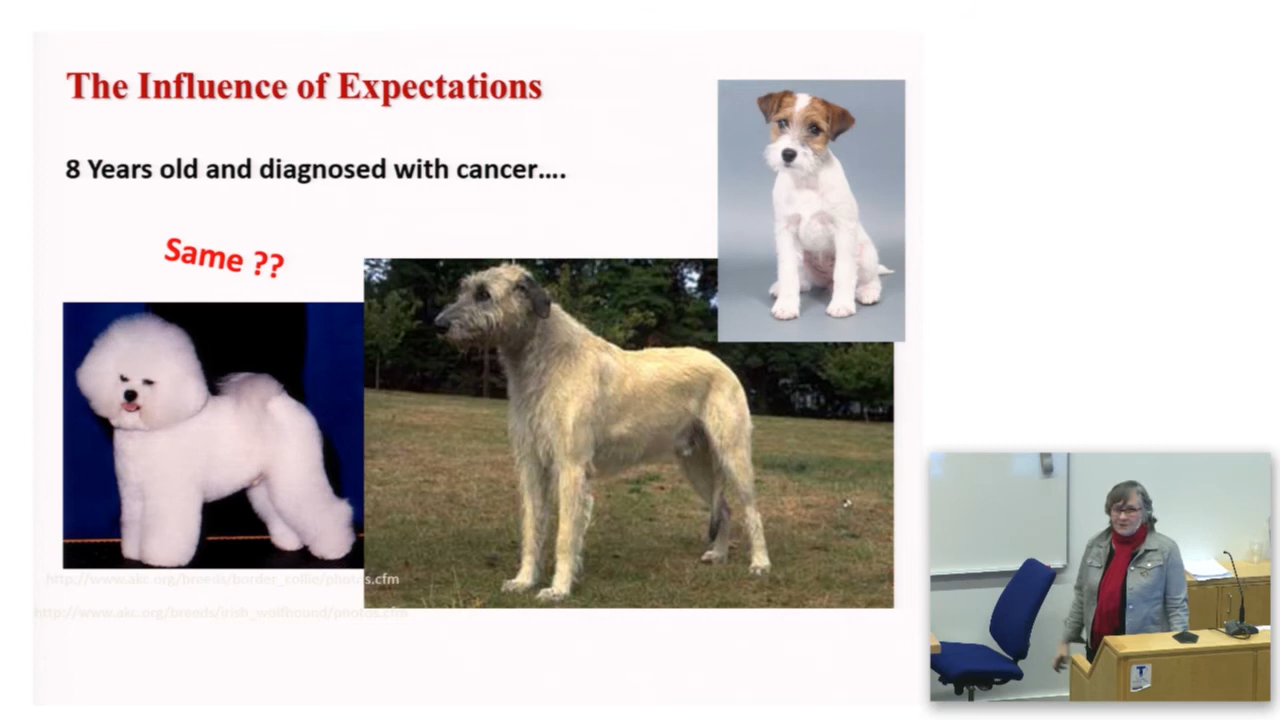 The Influence of Expectations
8 Years old and diagnosed with cancer....
Same ??
http://www.akc.org/breeds/border_collie/photos.cfm
http://www.akc.org/breeds/irish_wolfhound/photos.cfm